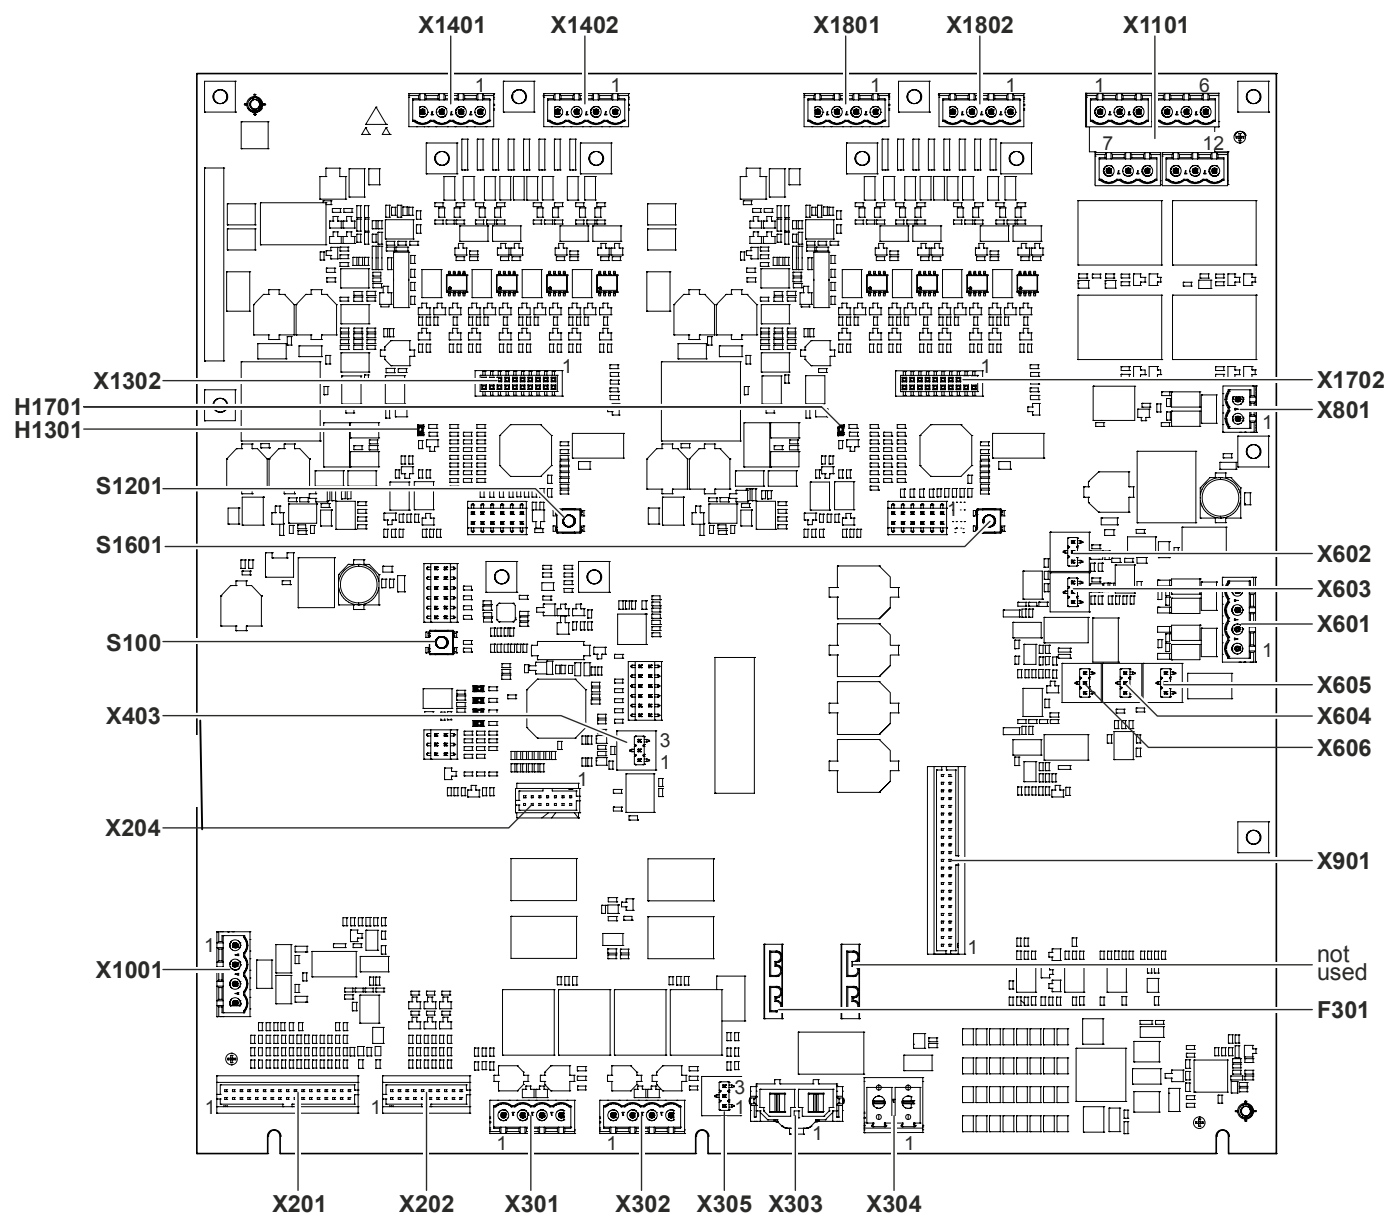 X1401 X1402 X1801 X1802 X1101
1 1 1 1 1 6
7 12
1 1
X1302 X1702
H1701 X801
H1301 1
S1201
1
S1601 X602
X603
S100 X601
1
X605
X403 X604
3
1 X606
1
X204
X901
1 1
X1001 not
used
F301
3
1 1 1 1 1 1 1
X201 X202 X301 X302 X305 X303 X304